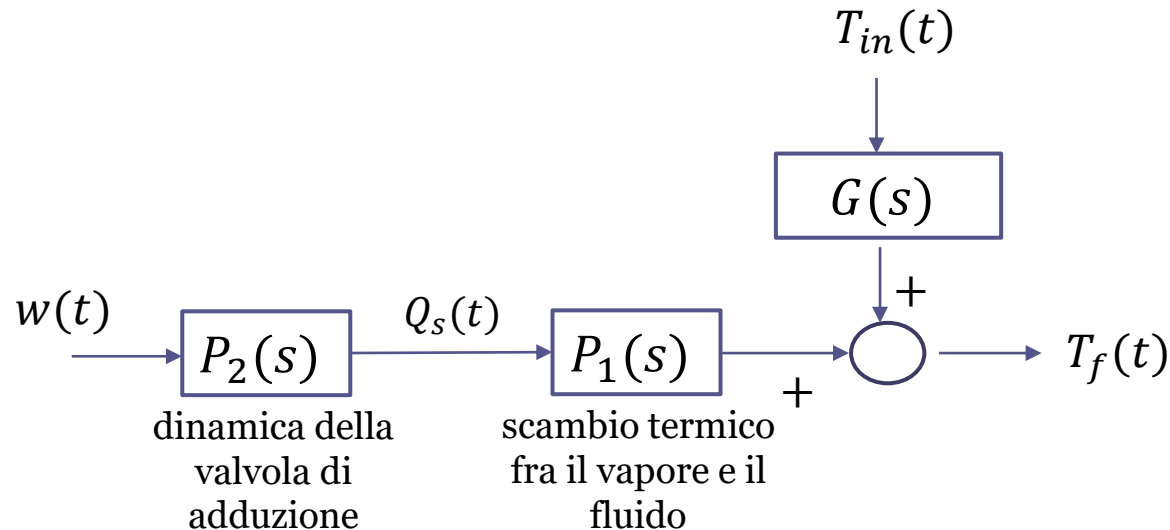 T_in(t)
G(s)
+
w(t)
P_2(s)
Q_s(t)
P_1(s)
+
T_f(t)
dinamica della
valvola di
adduzione
scambio termico
fra il vapore e il
fluido